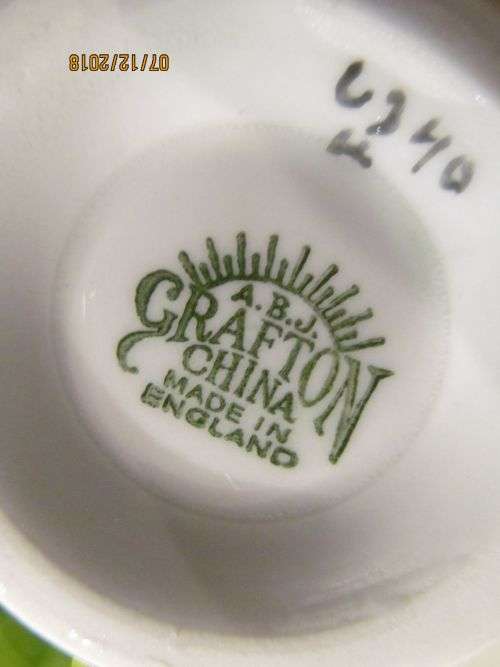 07/12/2018
A.B.J.
GRAFTON
CHINA
MADE IN
ENGLAND